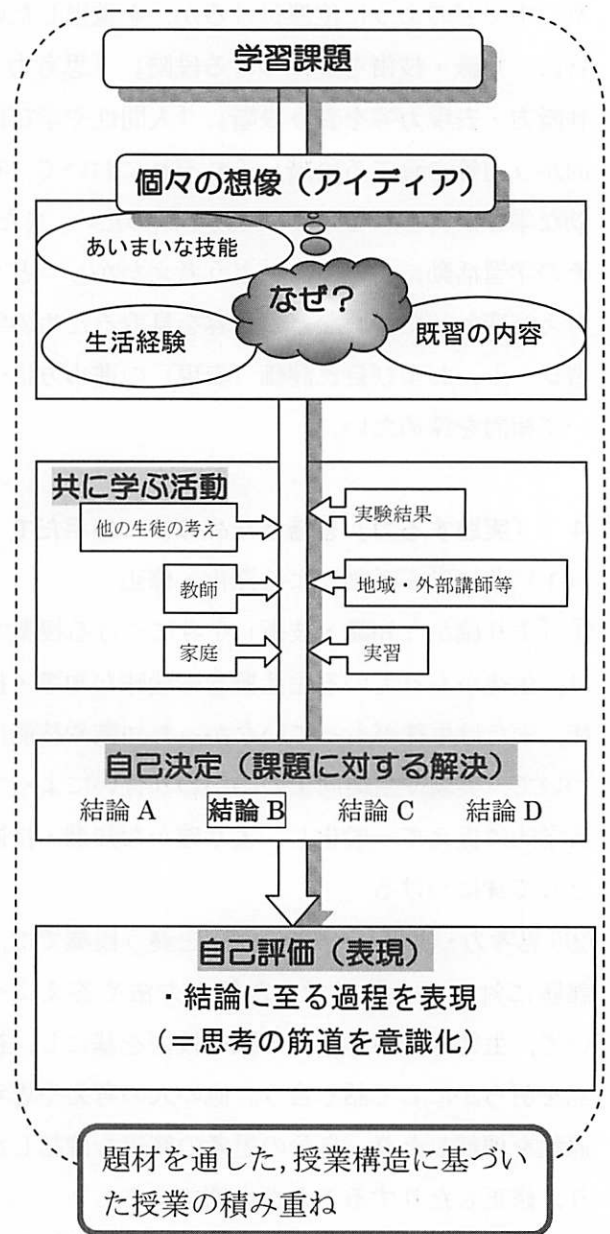 学習課題
個々の想像（アイディア）
あいまいな技能
なぜ？
生活経験
既習の内容
共に学ぶ活動
他の生徒の考え
実験結果
教師
地域・外部講師等
家庭
実習
自己決定（課題に対する解決）
結論 A 結論 B 結論 C 結論 D
自己評価（表現）
・結論に至る過程を表現
（＝思考の筋道を意識化）
題材を通した，授業構造に基づい
た授業の積み重ね